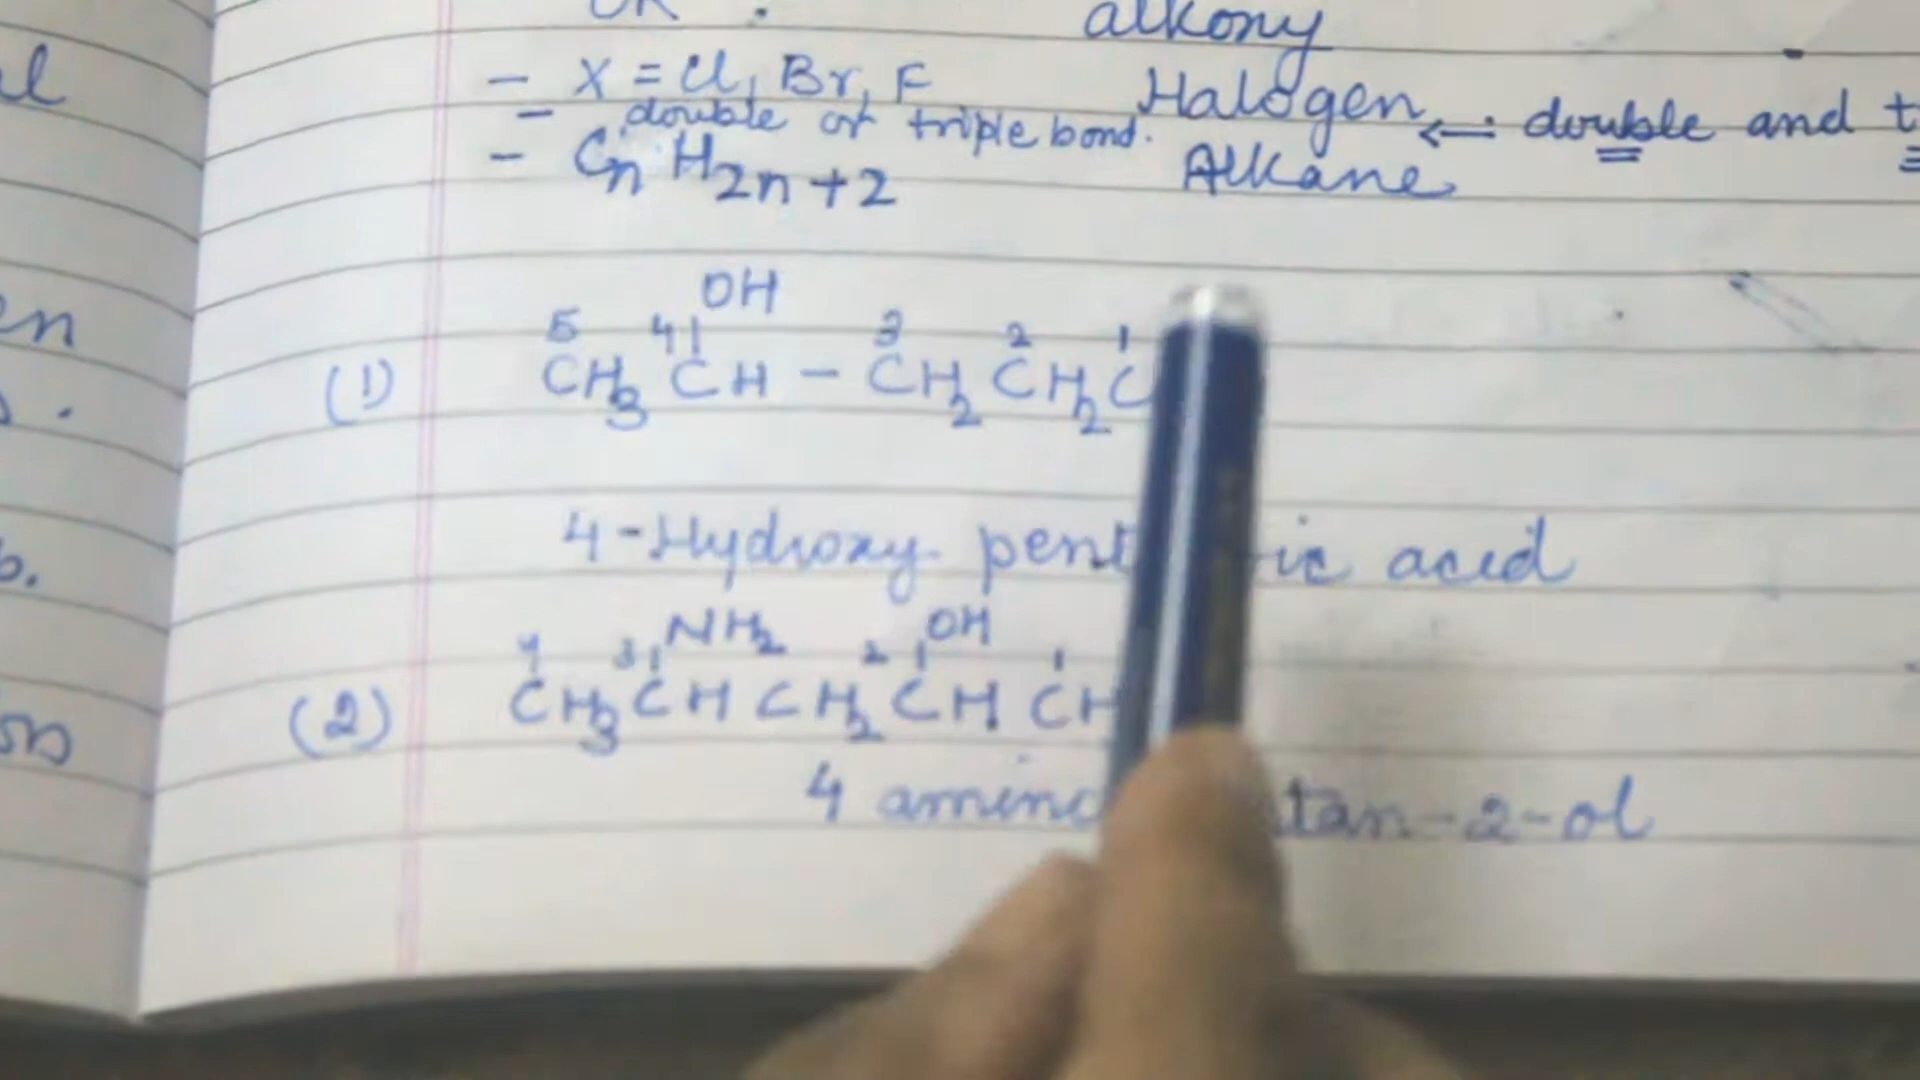 alkony
- X = Cl, Br, F Halogen ← double and t
- double or triple bond.
- CnH2n+2 Alkane
OH
5 4 3 2 1
(1) CH3 CH - CH2 CH2 C
4-Hydroxy pent ic acid
NH2 OH
4 3 2 1
(2) CH3 CH CH2 CH CH
4 amino tan-2-ol